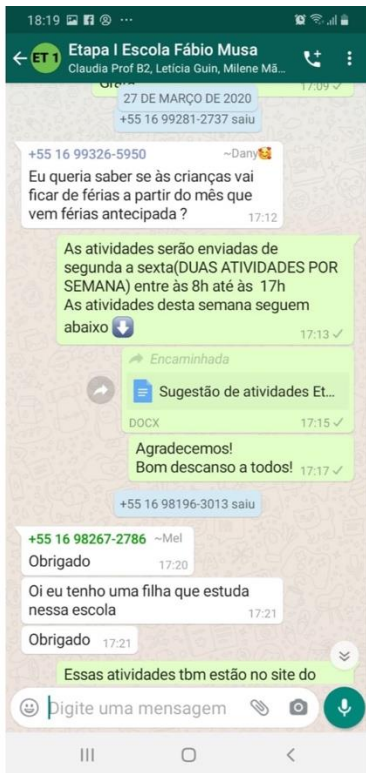 18:19
ET 1
Etapa I Escola Fábio Musa
Claudia Prof B2, Letícia Guin, Milene Mã...
17:09
27 DE MARÇO DE 2020
+55 16 99281-2737 saiu
+55 16 99326-5950 ~Dany🥰
Eu queria saber se às crianças vai
ficar de férias a partir do mês que
vem férias antecipada ?
17:12
As atividades serão enviadas de
segunda a sexta(DUAS ATIVIDADES POR
SEMANA) entre às 8h até às 17h
As atividades desta semana seguem
abaixo ⬇️
17:13
Encaminhada
Sugestão de atividades Et...
DOCX 17:15
Agradecemos!
Bom descanso a todos! 17:17
+55 16 98196-3013 saiu
+55 16 98267-2786 ~Mel
Obrigado
17:20
Oi eu tenho uma filha que estuda
nessa escola
17:21
Obrigado 17:21
Essas atividades tbm estão no site do
Digite uma mensagem